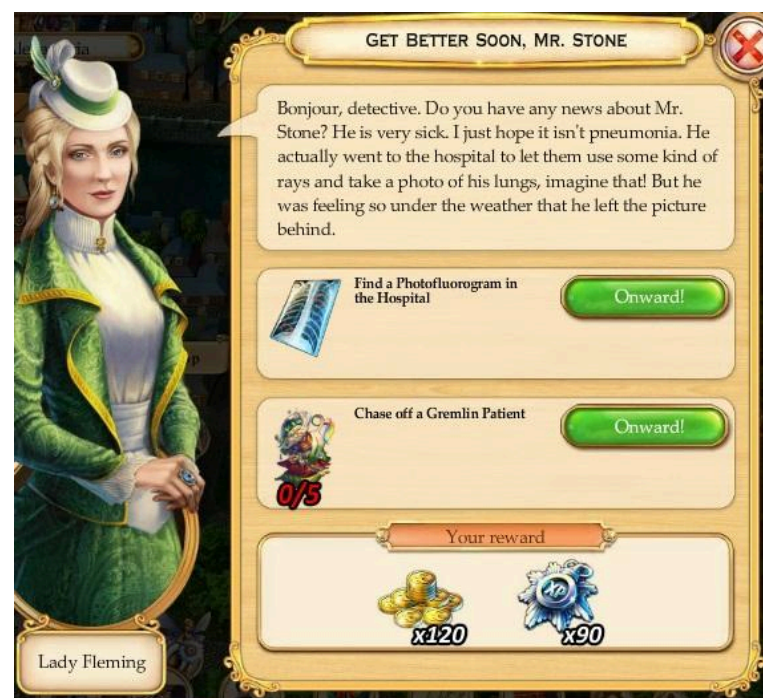 GET BETTER SOON, MR. STONE
Bonjour, detective. Do you have any news about Mr.
Stone? He is very sick. I just hope it isn't pneumonia. He
actually went to the hospital to let them use some kind of
rays and take a photo of his lungs, imagine that! But he
was feeling so under the weather that he left the picture
behind.
Find a Photofluorogram in
the Hospital
Onward!
Chase off a Gremlin Patient
Onward!
0/5
Your reward
XP
x120
x90
Lady Fleming